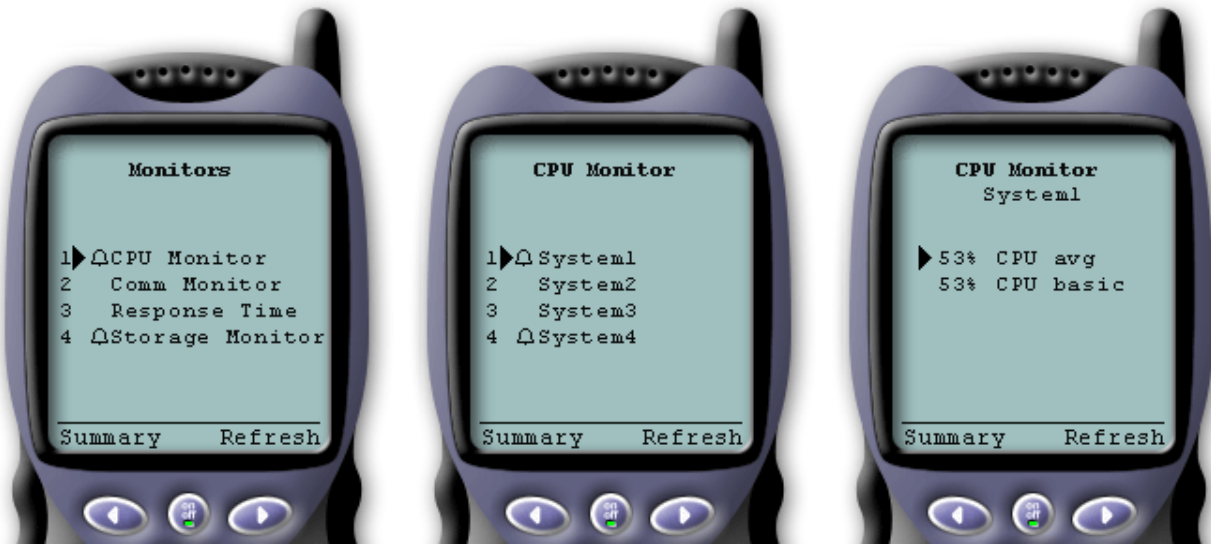 Monitors
1 CPU Monitor
2 Comm Monitor
3 Response Time
4 Storage Monitor
Summary Refresh
on
off
CPU Monitor
1 System1
2 System2
3 System3
4 System4
Summary Refresh
on
off
CPU Monitor
System1
53% CPU avg
53% CPU basic
Summary Refresh
on
off